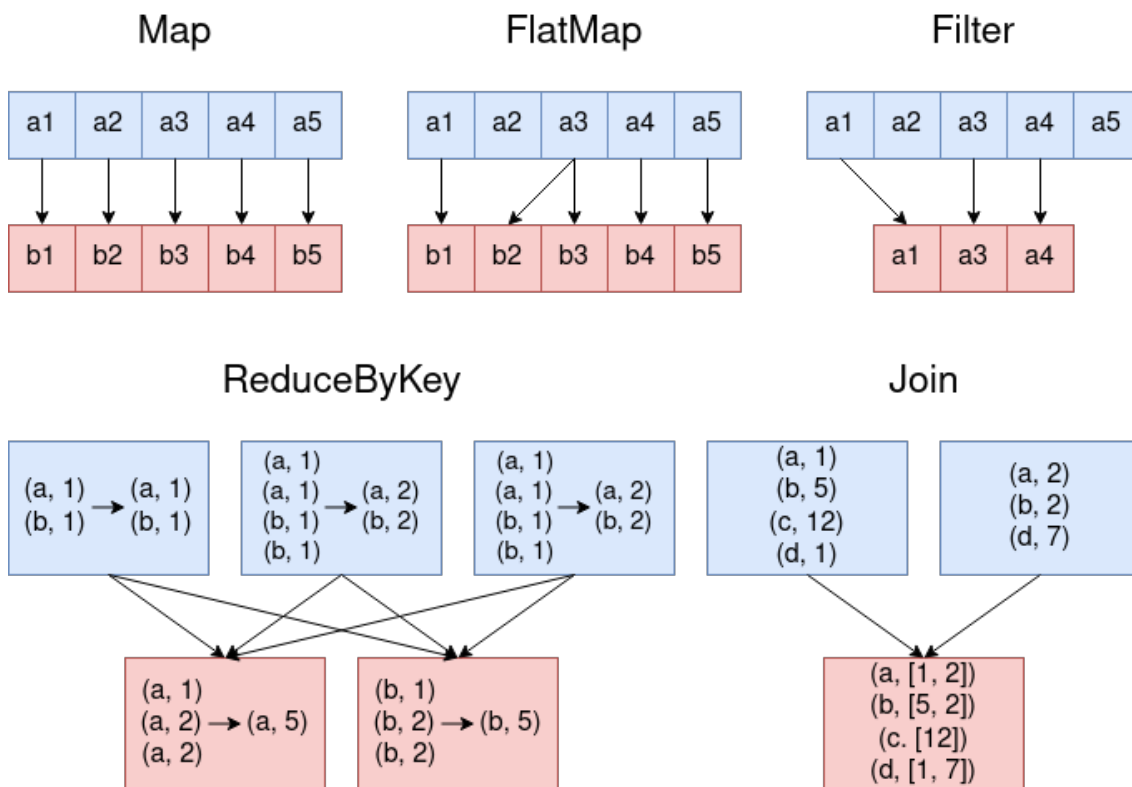 Map
FlatMap
Filter
a1 a2 a3 a4 a5
a1 a2 a3 a4 a5
a1 a2 a3 a4 a5
b1 b2 b3 b4 b5
b1 b2 b3 b4 b5
a1 a3 a4
ReduceByKey
Join
(a, 1) (a, 1)
(b, 1) (b, 1)
(a, 1)
(a, 1) (a, 2)
(b, 1) (b, 2)
(b, 1)
(a, 1)
(a, 1) (a, 2)
(b, 1) (b, 2)
(b, 1)
(a, 1)
(b, 5)
(c, 12)
(d, 1)
(a, 2)
(b, 2)
(d, 7)
(a, 1)
(a, 2) (a, 5)
(a, 2)
(b, 1)
(b, 2) (b, 5)
(b, 2)
(a, [1, 2])
(b, [5, 2])
(c. [12])
(d, [1, 7])